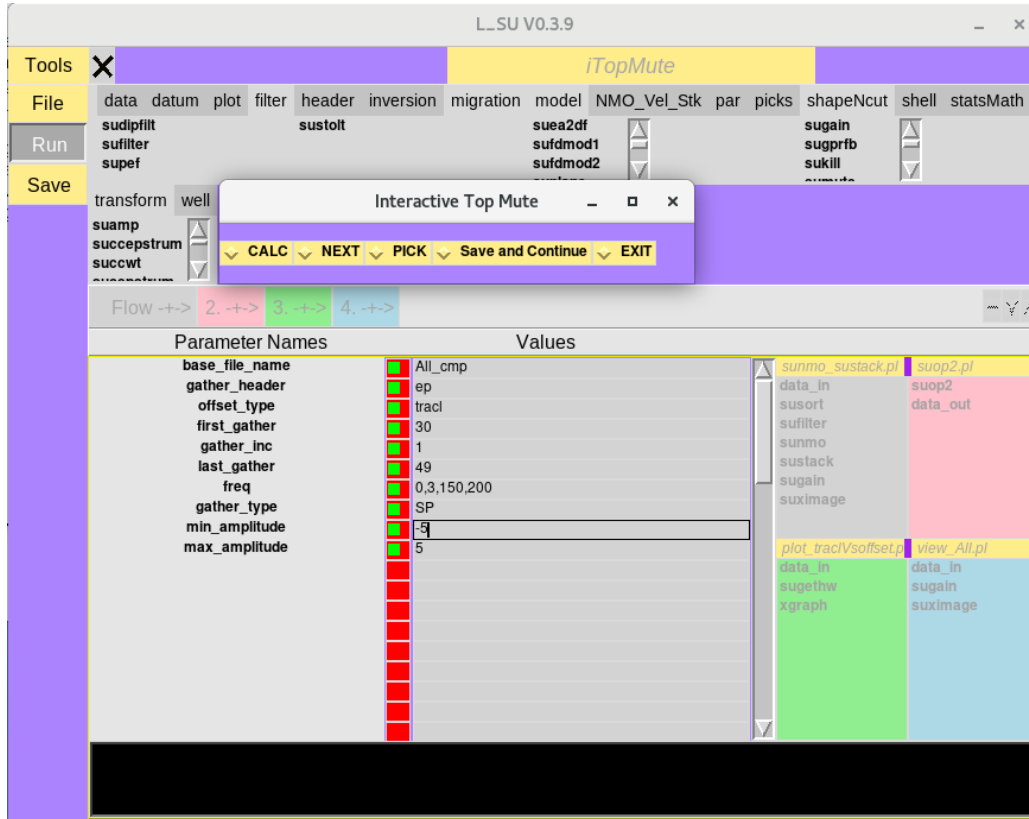 L_SU V0.3.9
Tools X iTopMute
File data datum plot filter header inversion migration model NMO_Vel_Stk par picks shapeNcut shell statsMath
sudipfilt sustolt suea2df sugain
Run sufilter sufdmod1 sugprfb
supef sufdmod2 sukill
Save
transform well
Interactive Top Mute
suamp
succepstrum
succwt
CALC NEXT PICK Save and Continue EXIT
Flow -+-> 2. -+-> 3. -+-> 4. -+->
Parameter Names Values
base_file_name All_cmp
gather_header ep
offset_type tracl
first_gather 30
gather_inc 1
last_gather 49
freq 0,3,150,200
gather_type SP
min_amplitude -5
max_amplitude 5
sunmo_sustack.pl suop2.pl
data_in suop2
susort data_out
sufilter
sunmo
sustack
sugain
suximage
plot_traclVsoffset.p view_All.pl
data_in data_in
sugethw sugain
xgraph suximage